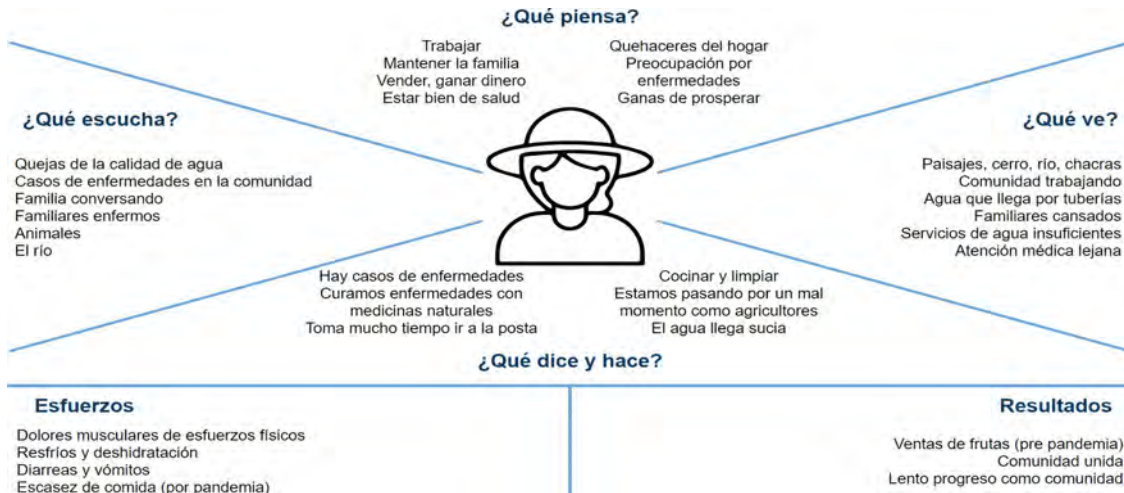 ¿Qué piensa?
Trabajar
Mantener la familia
Vender, ganar dinero
Estar bien de salud
Quehaceres del hogar
Preocupación por
enfermedades
Ganas de prosperar
¿Qué escucha?
Quejas de la calidad de agua
Casos de enfermedades en la comunidad
Familia conversando
Familiares enfermos
Animales
El río
¿Qué ve?
Paisajes, cerro, río, chacras
Comunidad trabajando
Agua que llega por tuberías
Familiares cansados
Servicios de agua insuficientes
Atención médica lejana
Hay casos de enfermedades
Curamos enfermedades con
medicinas naturales
Toma mucho tiempo ir a la posta
Cocinar y limpiar
Estamos pasando por un mal
momento como agricultores
El agua llega sucia
¿Qué dice y hace?
Esfuerzos
Dolores musculares de esfuerzos físicos
Resfríos y deshidratación
Diarreas y vómitos
Escasez de comida (por pandemia)
Resultados
Ventas de frutas (pre pandemia)
Comunidad unida
Lento progreso como comunidad